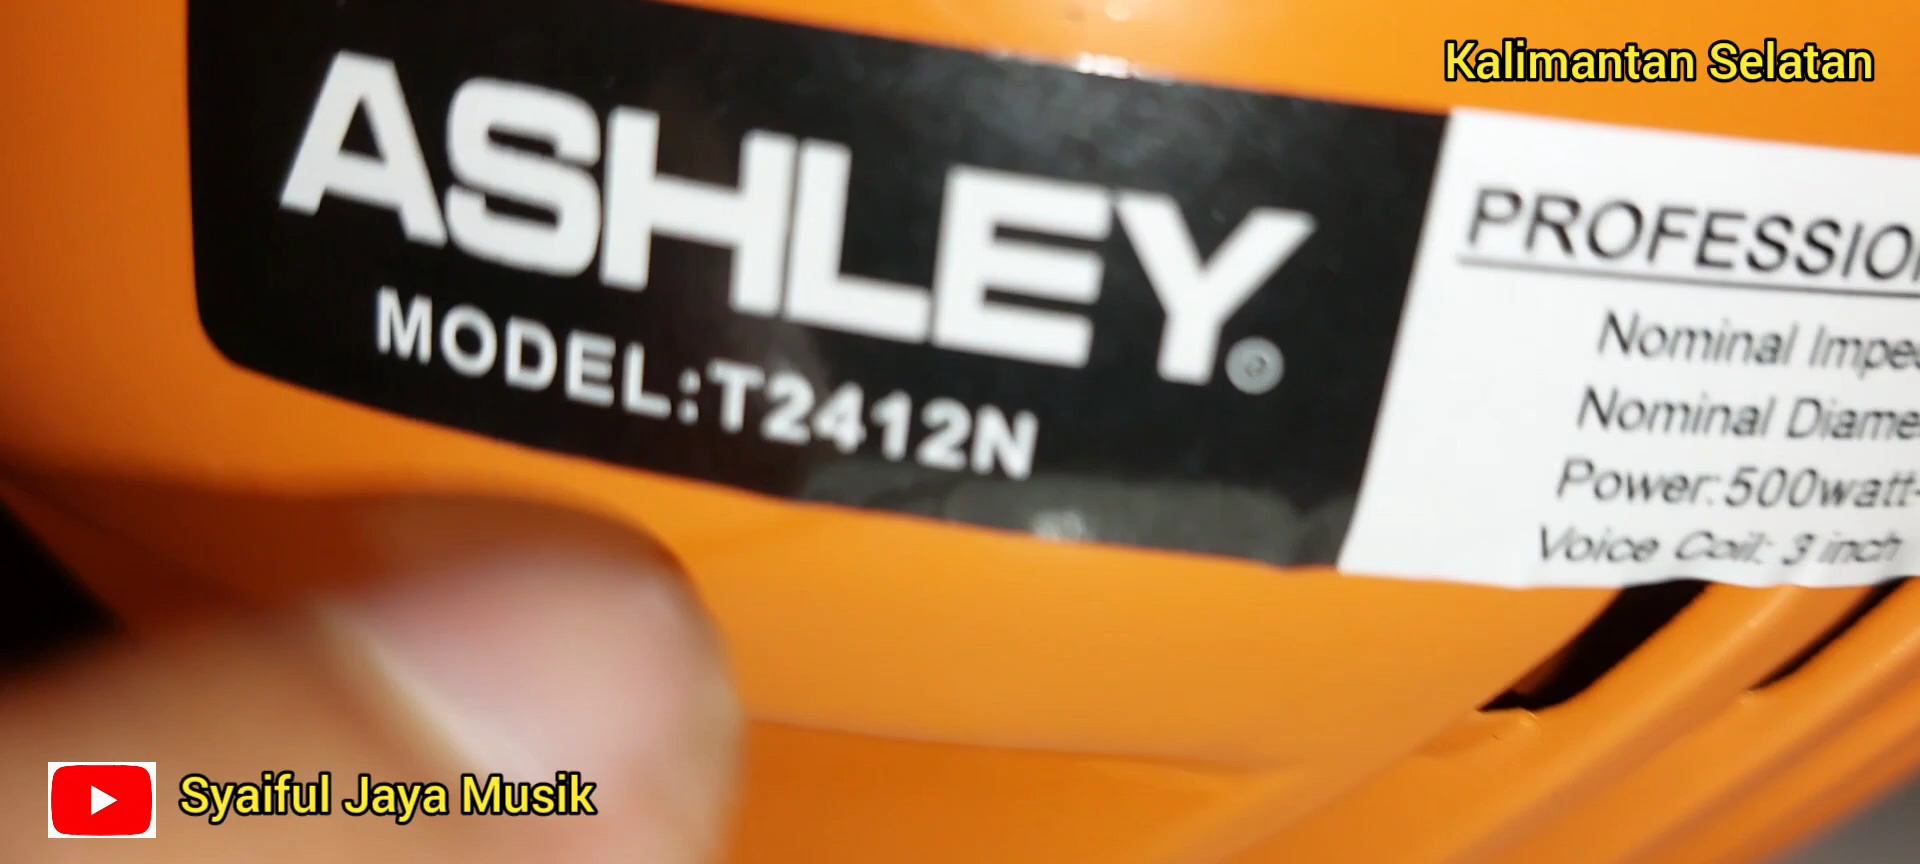 Kalimantan Selatan
ASHLEY®
MODEL:T2412N
PROFESSIO
Nominal Impe
Nominal Diame
Power:500watt-
Voice Coil: 3 inch
Syaiful Jaya Musik